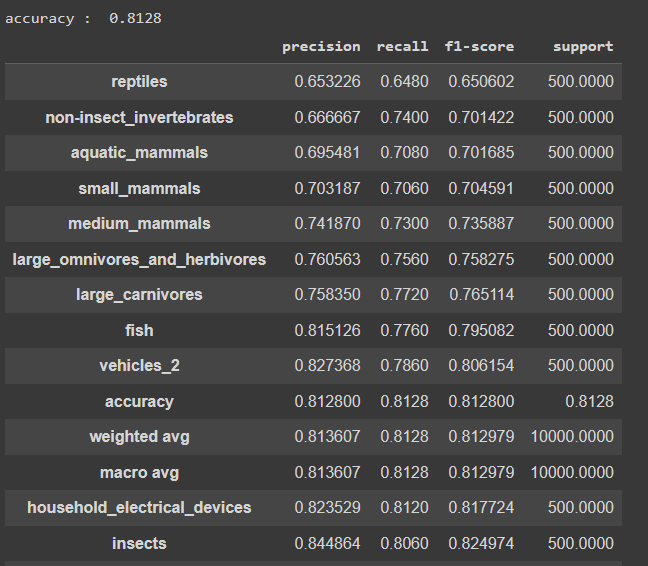 accuracy :  0.8128
precision recall f1-score support
reptiles 0.653226 0.6480 0.650602 500.0000
non-insect_invertebrates 0.666667 0.7400 0.701422 500.0000
aquatic_mammals 0.695481 0.7080 0.701685 500.0000
small_mammals 0.703187 0.7060 0.704591 500.0000
medium_mammals 0.741870 0.7300 0.735887 500.0000
large_omnivores_and_herbivores 0.760563 0.7560 0.758275 500.0000
large_carnivores 0.758350 0.7720 0.765114 500.0000
fish 0.815126 0.7760 0.795082 500.0000
vehicles_2 0.827368 0.7860 0.806154 500.0000
accuracy 0.812800 0.8128 0.812800 0.8128
weighted avg 0.813607 0.8128 0.812979 10000.0000
macro avg 0.813607 0.8128 0.812979 10000.0000
household_electrical_devices 0.823529 0.8120 0.817724 500.0000
insects 0.844864 0.8060 0.824974 500.0000